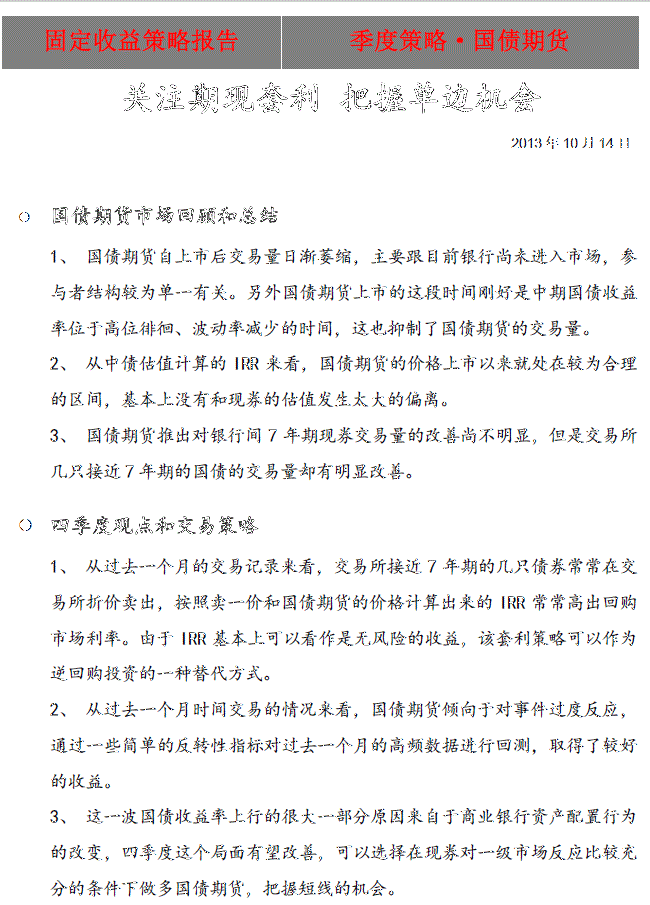 固定收益策略报告 季度策略·国债期货
关注期现套利 把握单边机会
2013年10月14日
国债期货市场回顾和总结
1、 国债期货自上市后交易量日渐萎缩，主要跟目前银行尚未进入市场，参
与者结构较为单一有关。另外国债期货上市的这段时间刚好是中期国债收益
率位于高位徘徊、波动率减少的时间，这也抑制了国债期货的交易量。
2、 从中债估值计算的 IRR 来看，国债期货的价格上市以来就处在较为合理
的区间，基本上没有和现券的估值发生太大的偏离。
3、 国债期货推出对银行间 7 年期现券交易量的改善尚不明显，但是交易所
几只接近 7 年期的国债的交易量却有明显改善。
四季度观点和交易策略
1、 从过去一个月的交易记录来看，交易所接近 7 年期的几只债券常常在交
易所折价卖出，按照卖一价和国债期货的价格计算出来的 IRR 常常高出回购
市场利率。由于 IRR 基本上可以看作是无风险的收益，该套利策略可以作为
逆回购投资的一种替代方式。
2、 从过去一个月时间交易的情况来看，国债期货倾向于对事件过度反应，
通过一些简单的反转性指标对过去一个月的高频数据进行回测，取得了较好
的收益。
3、 这一波国债收益率上行的很大一部分原因来自于商业银行资产配置行为
的改变，四季度这个局面有望改善，可以选择在现券对一级市场反应比较充
分的条件下做多国债期货，把握短线的机会。